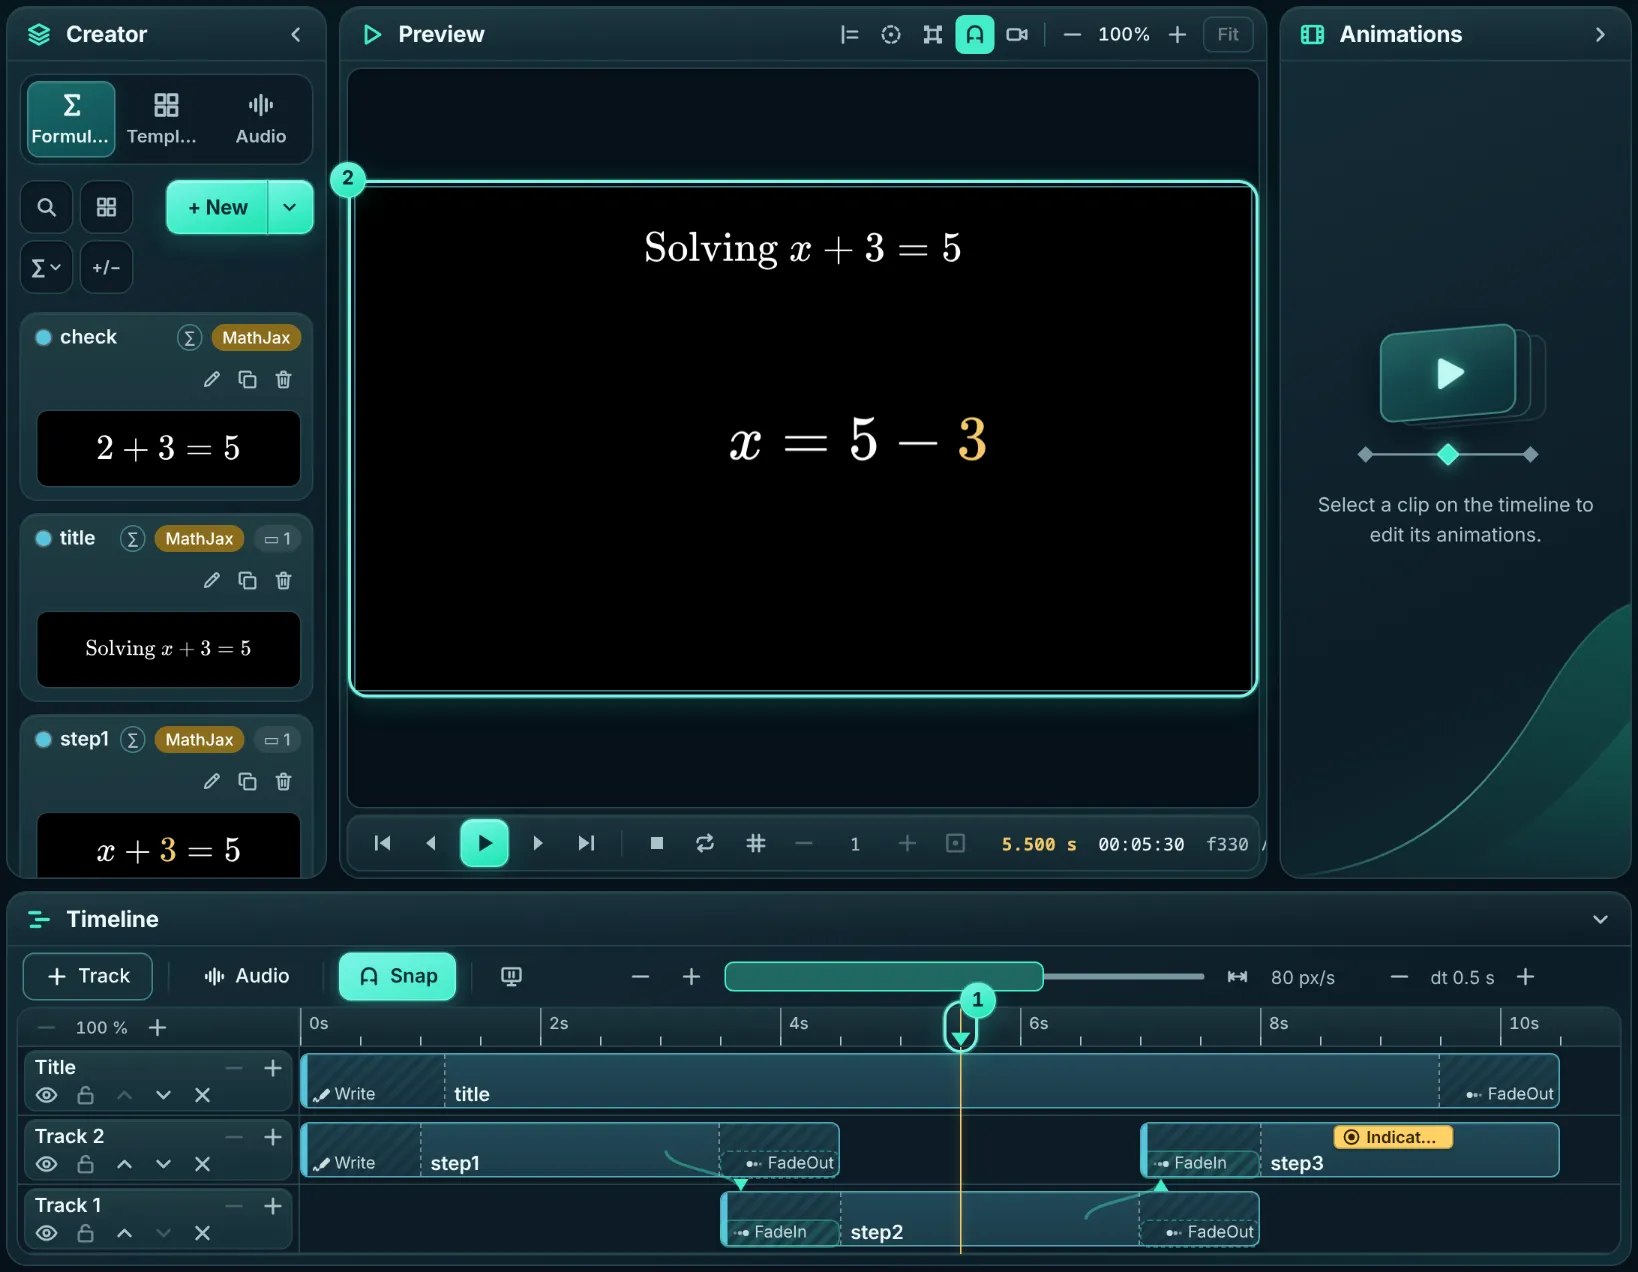 Creator
Preview
100%
Fit
Animations
Formul...
Templ...
Audio
+ New
Σ
+/−
check
Σ
MathJax
2 + 3 = 5
title
Σ
MathJax
1
Solving x + 3 = 5
step1
Σ
MathJax
1
x + 3 = 5
2
Solving x + 3 = 5
x = 5 − 3
1
5.500 s
00:05:30
f330 /
Select a clip on the timeline to
edit its animations.
Timeline
+ Track
Audio
Snap
80 px/s
dt 0.5 s
1
100 %
0s
2s
4s
6s
8s
10s
Title
Write
title
FadeOut
Track 2
Write
step1
FadeOut
FadeIn
step3
Indicat...
Track 1
FadeIn
step2
FadeOut